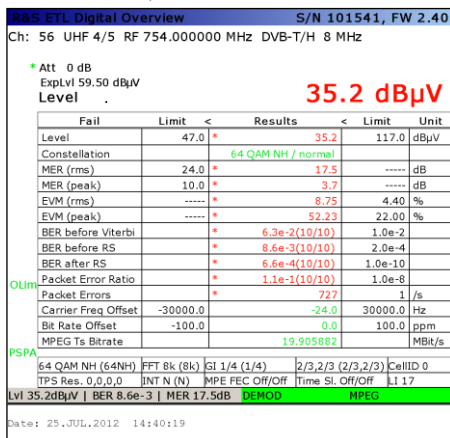 R&S ETL Digital Overview S/N 101541, FW 2.40
Ch: 56 UHF 4/5 RF 754.000000 MHz DVB-T/H 8 MHz
* Att 0 dB
ExpLvl 59.50 dBµV
Level . 35.2 dBµV
Fail Limit < Results < Limit Unit
Level 47.0 * 35.2 117.0 dBµV
Constellation 64 QAM NH / normal
MER (rms) 24.0 * 17.5 ----- dB
MER (peak) 10.0 * 3.7 ----- dB
EVM (rms) ----- * 8.75 4.40 %
EVM (peak) ----- * 52.23 22.00 %
BER before Viterbi * 6.3e-2(10/10) 1.0e-2
BER before RS * 8.6e-3(10/10) 2.0e-4
BER after RS * 6.6e-4(10/10) 1.0e-10
OLim
Packet Error Ratio * 1.1e-1(10/10) 1.0e-8
Packet Errors * 727 1 /s
Carrier Freq Offset -30000.0 -24.0 30000.0 Hz
Bit Rate Offset -100.0 0.0 100.0 ppm
MPEG Ts Bitrate 19.905882 MBit/s
PSPA
64 QAM NH (64NH) FFT 8k (8k) GI 1/4 (1/4) 2/3,2/3 (2/3,2/3) CellID 0
TPS Res. 0,0,0,0 INT N (N) MPE FEC Off/Off Time Sl. Off/Off LI 17
Lvl 35.2dBµV | BER 8.6e-3 | MER 17.5dB DEMOD MPEG
Date: 25.JUL.2012 14:40:19